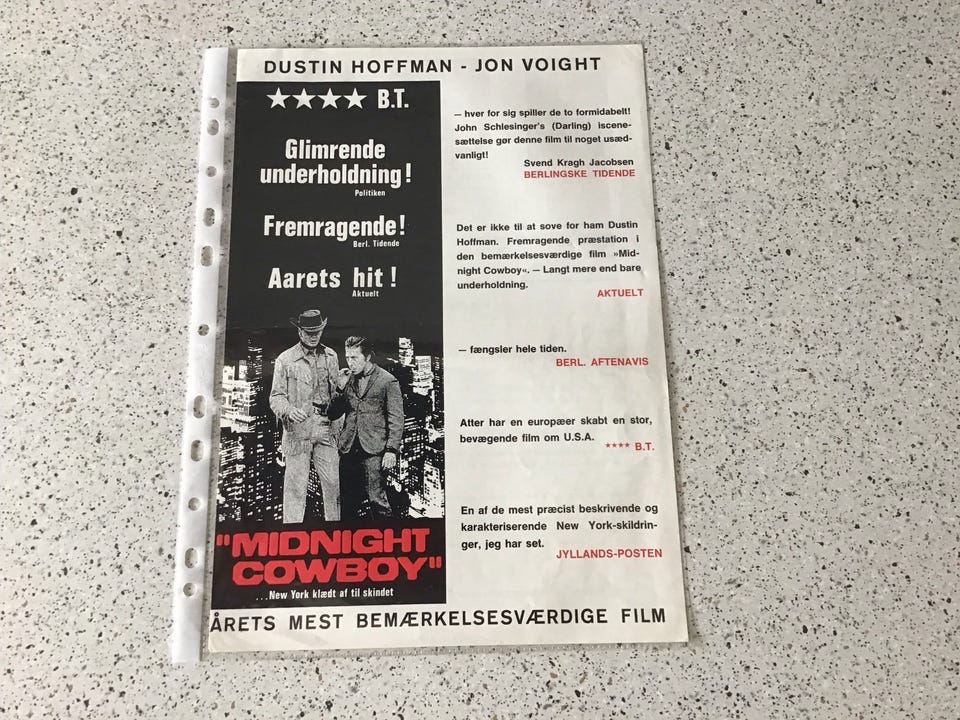 DUSTIN HOFFMAN - JON VOIGHT
★★★★ B.T.
Glimrende
underholdning!
Politiken
Fremragende!
Berl. Tidende
Aarets hit!
Aktuelt
"MIDNIGHT
COWBOY"
...New York klædt af til skindet
— hver for sig spiller de to formidabelt!
John Schlesinger's (Darling) iscene-
sættelse gør denne film til noget usæd-
vanligt!
Svend Kragh Jacobsen
BERLINGSKE TIDENDE
Det er ikke til at sove for ham Dustin
Hoffman. Fremragende præstation i
den bemærkelsesværdige film »Mid-
night Cowboy«. — Langt mere end bare
underholdning.
AKTUELT
— fængsler hele tiden.
BERL. AFTENAVIS
Atter har en europæer skabt en stor,
bevægende film om U.S.A.
**** B.T.
En af de mest præcist beskrivende og
karakteriserende New York-skildrin-
ger, jeg har set.
JYLLANDS-POSTEN
ÅRETS MEST BEMÆRKELSESVÆRDIGE FILM